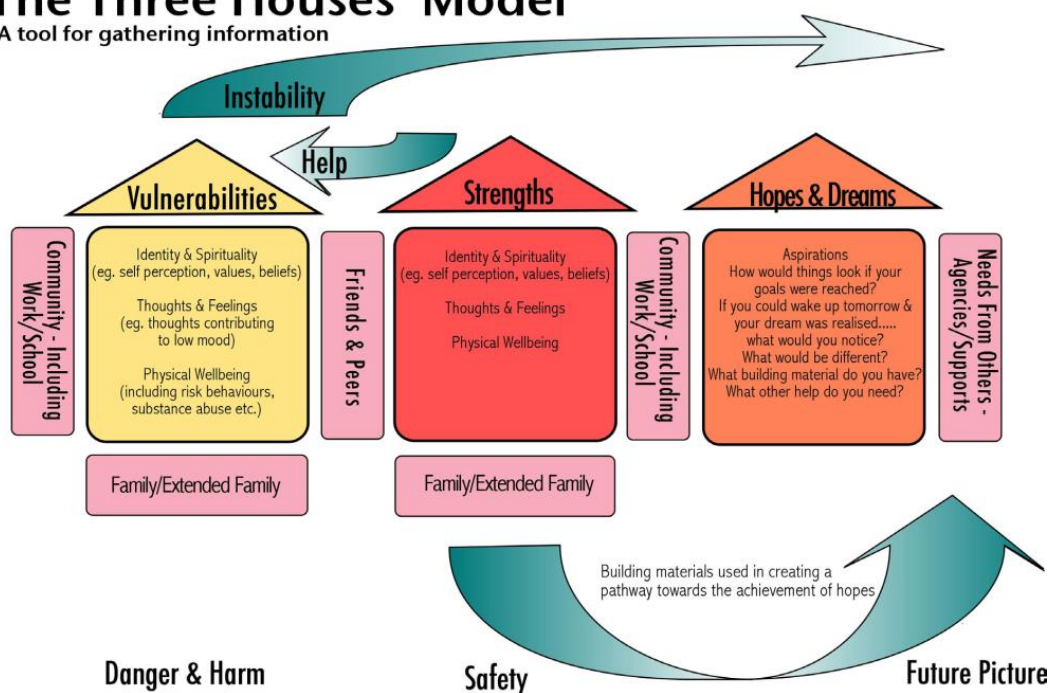 The Three Houses' Model
A tool for gathering information
Instability
Help
Vulnerabilities
Strengths
Hopes & Dreams
Community - Including
Work/School
Identity & Spirituality
(eg. self perception, values, beliefs)
Thoughts & Feelings
(eg. thoughts contributing
to low mood)
Physical Wellbeing
(including risk behaviours,
substance abuse etc.)
Friends & Peers
Identity & Spirituality
(eg. self perception, values, beliefs)
Thoughts & Feelings
Physical Wellbeing
Community - Including
Work/School
Aspirations
How would things look if your
goals were reached?
If you could wake up tomorrow &
your dream was realised.....
what would you notice?
What would be different?
What building material do you have?
What other help do you need?
Needs From Others -
Agencies/Supports
Family/Extended Family
Family/Extended Family
Building materials used in creating a
pathway towards the achievement of hopes
Danger & Harm
Safety
Future Picture